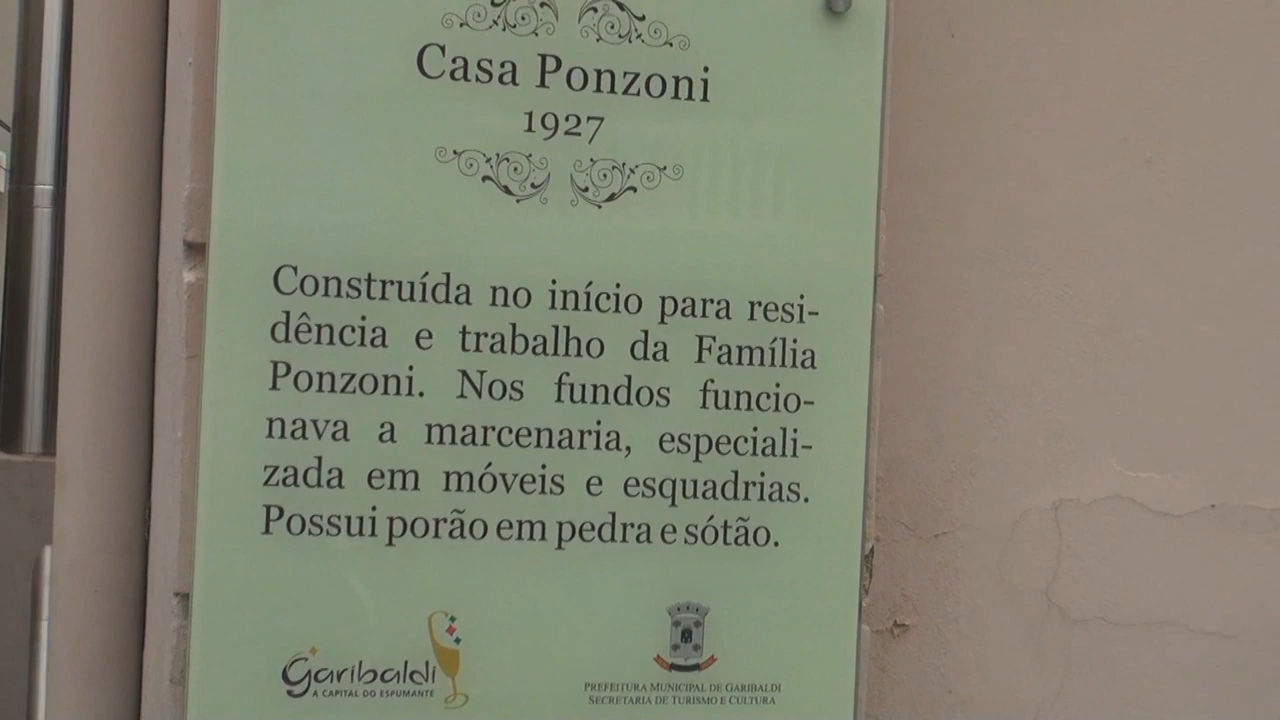 Casa Ponzoni
1927
Construída no início para resi-
dência e trabalho da Família
Ponzoni. Nos fundos funcio-
nava a marcenaria, especiali-
zada em móveis e esquadrias.
Possui porão em pedra e sótão.
Garibaldi
A CAPITAL DO ESPUMANTE
PREFEITURA MUNICIPAL DE GARIBALDI
SECRETARIA DE TURISMO E CULTURA